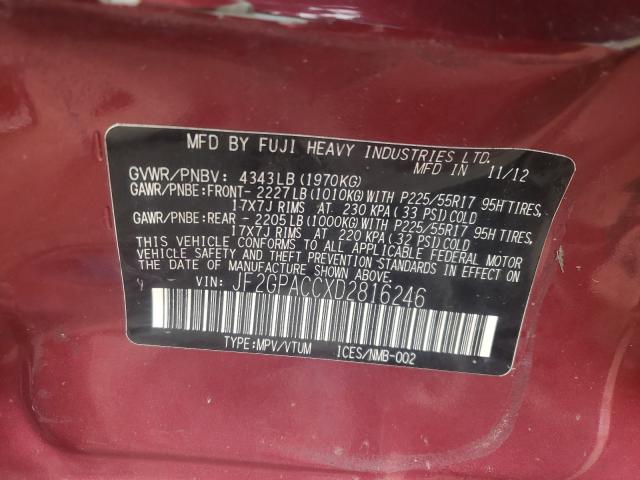 MFD BY FUJI HEAVY INDUSTRIES LTD.
MFD IN 11/12
GVWR/PNBV: 4343LB(1970KG)
GAWR/PNBE:FRONT- 2227LB(1010KG)WITH P225/55R17 95HTIRES,
17X7J RIMS AT 230 KPA(33 PSI)COLD
GAWR/PNBE:REAR - 2205LB(1000KG)WITH P225/55R17 95HTIRES,
17X7J RIMS AT 220 KPA(32 PSI)COLD
THIS VEHICLE CONFORMS TO ALL APPLICABLE FEDERAL MOTOR
VEHICLE SAFETY AND THEFT PREVENTION STANDARDS IN EFFECT ON
THE DATE OF MANUFACTURE SHOWN ABOVE.
VIN: JF2GPACCXD2816246
TYPE:MPV/VTUM ICES/NMB-002